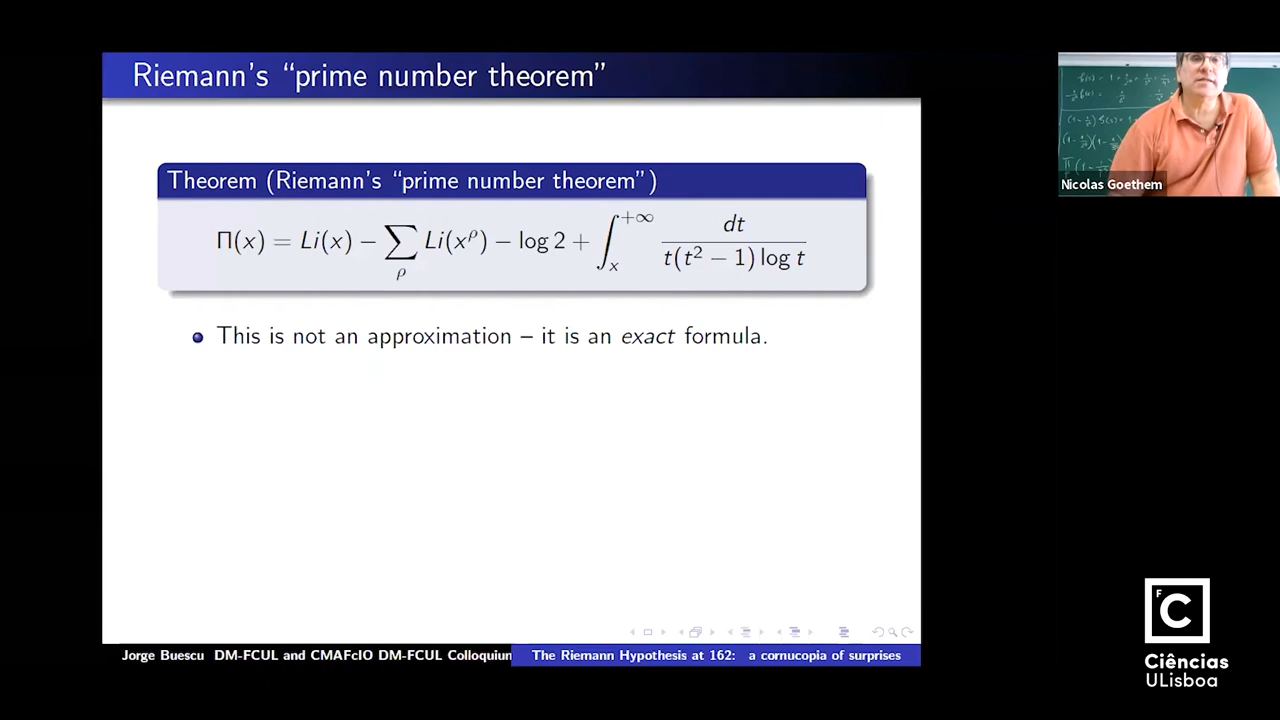 Riemann's “prime number theorem”
Theorem (Riemann's “prime number theorem”)
Π(x) = Li(x) − ∑_ρ Li(x^ρ) − log 2 + ∫_x^{+∞} dt / (t(t² − 1) log t)
This is not an approximation – it is an exact formula.
Jorge Buescu DM-FCUL and CMAFcIO DM-FCUL Colloquium
The Riemann Hypothesis at 162: a cornucopia of surprises
Nicolas Goethem
F
C
Ciências
ULisboa